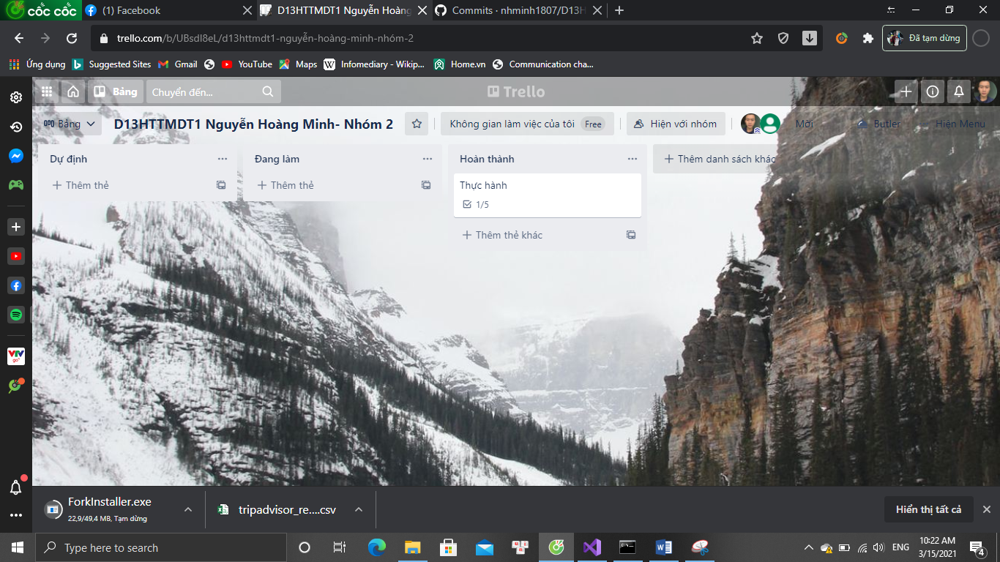 cốc cốc
(1) Facebook
D13HTTMDT1 Nguyễn Hoàng
Commits · nhminh1807/D13H
trello.com/b/UBsdI8eL/d13httmdt1-nguyễn-hoàng-minh-nhóm-2
Đã tạm dừng
Ứng dụng
Suggested Sites
Gmail
YouTube
Maps
Infomediary - Wikip...
Home.vn
Communication cha...
Bảng
Chuyển đến...
Trello
Bảng
D13HTTMDT1 Nguyễn Hoàng Minh- Nhóm 2
Không gian làm việc của tôi
Free
Hiện với nhóm
Mời
Butler
Hiện Menu
Dự định
Đang làm
Hoàn thành
Thêm danh sách khác
Thêm thẻ
Thêm thẻ
Thực hành
1/5
Thêm thẻ khác
VTV
go
ForkInstaller.exe
22,9/49,4 MB, Tạm dừng
tripadvisor_re....csv
Hiển thị tất cả
Type here to search
ENG
10:22 AM
3/15/2021
4